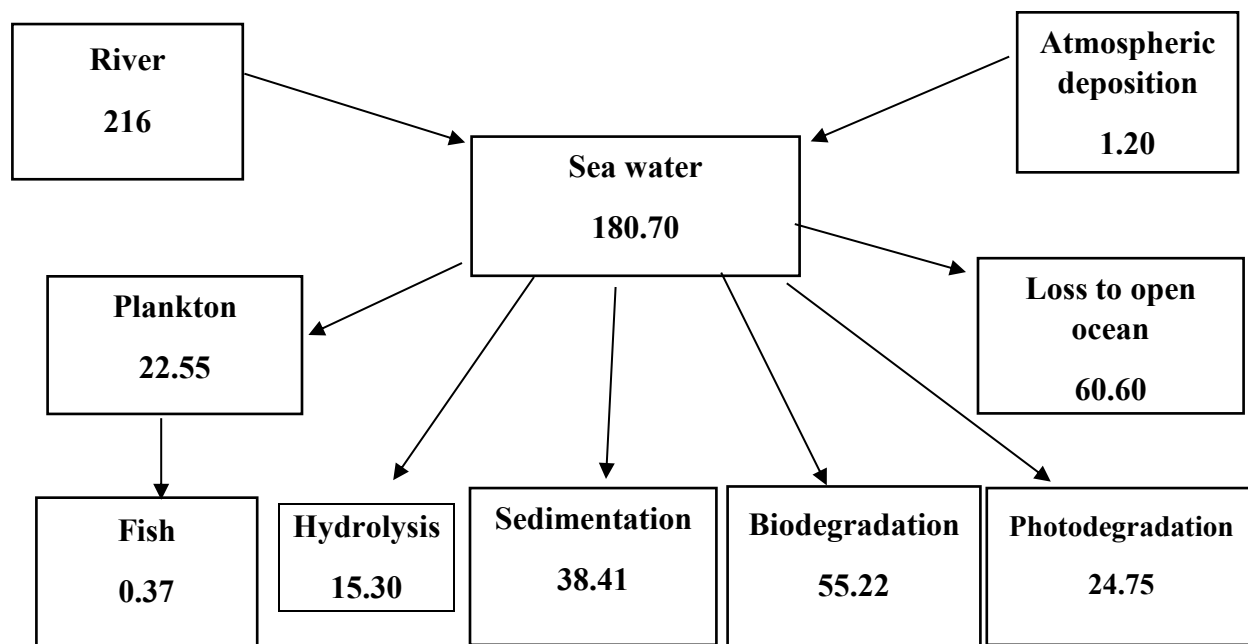 River
216
Atmospheric
deposition
1.20
Sea water
180.70
Plankton
22.55
Loss to open
ocean
60.60
Fish
0.37
Hydrolysis
15.30
Sedimentation
38.41
Biodegradation
55.22
Photodegradation
24.75